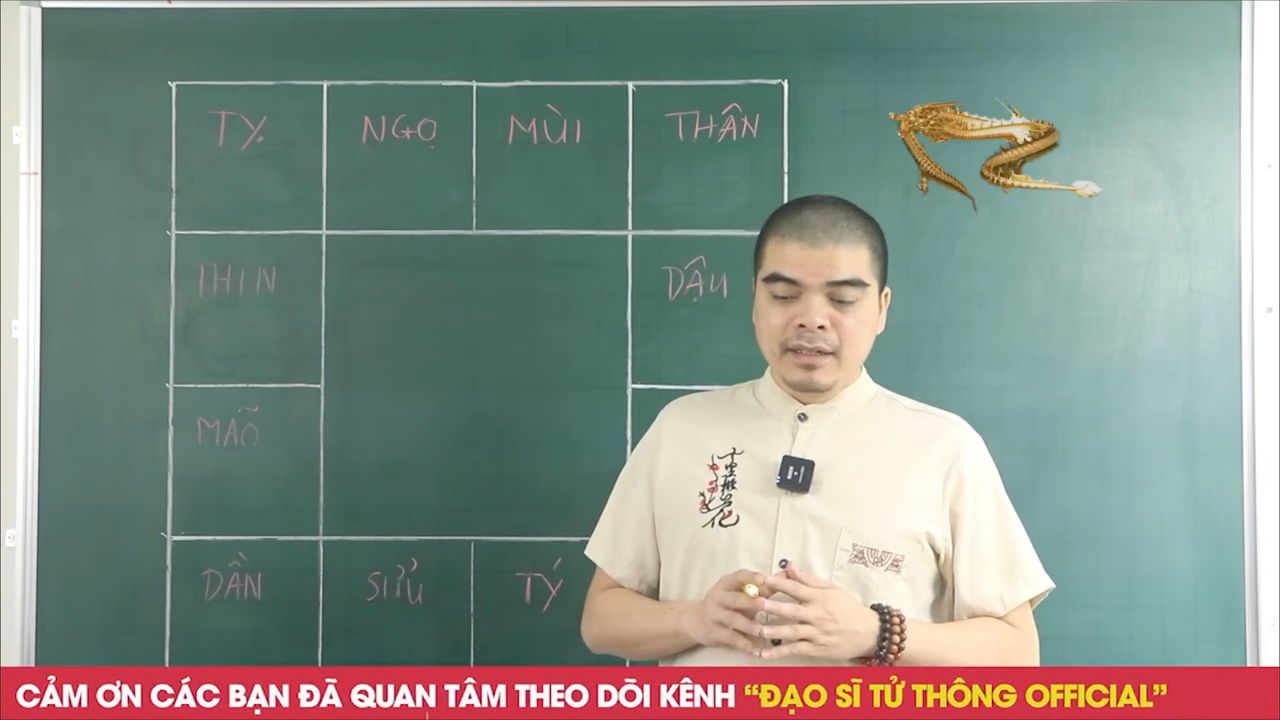 TỴ NGỌ MÙI THÂN
THÌN DẬU
MÃO
DẦN SỬU TÝ
CẢM ƠN CÁC BẠN ĐÃ QUAN TÂM THEO DÕI KÊNH “ĐẠO SĨ TỬ THÔNG OFFICIAL”